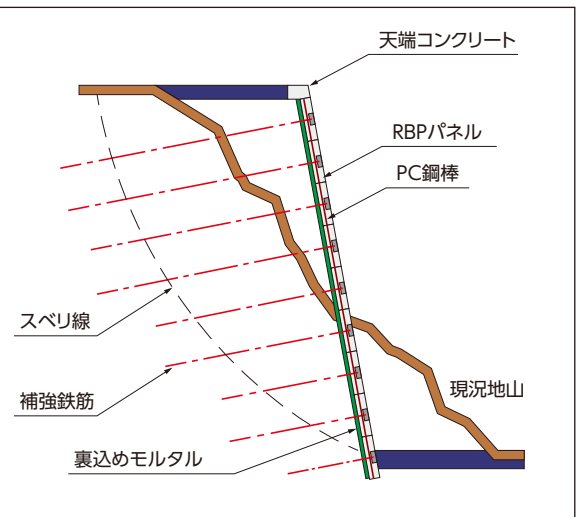 天端コンクリート
RBPパネル
PC鋼棒
スベリ線
現況地山
補強鉄筋
裏込めモルタル